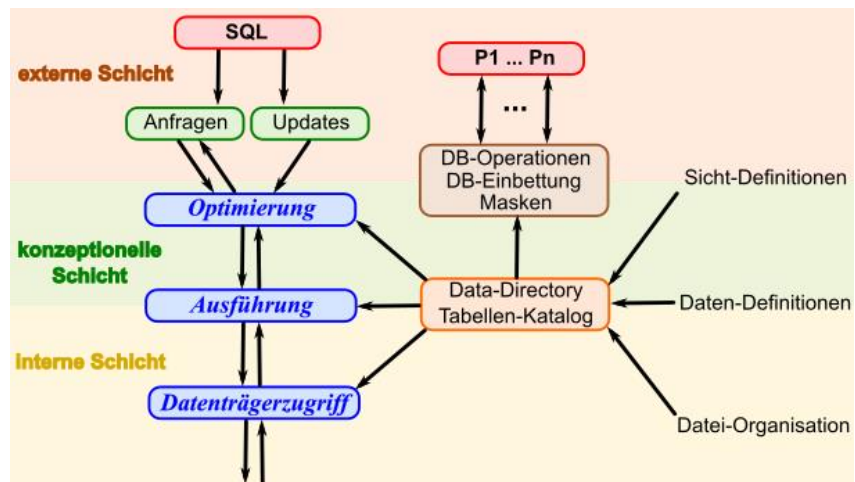 SQL
externe Schicht
P1 ... Pn
...
Anfragen
Updates
DB-Operationen
DB-Einbettung
Masken
Sicht-Definitionen
Optimierung
konzeptionelle
Schicht
Data-Directory
Tabellen-Katalog
Daten-Definitionen
Ausführung
Interne Schicht
Datenträgerzugriff
Datei-Organisation